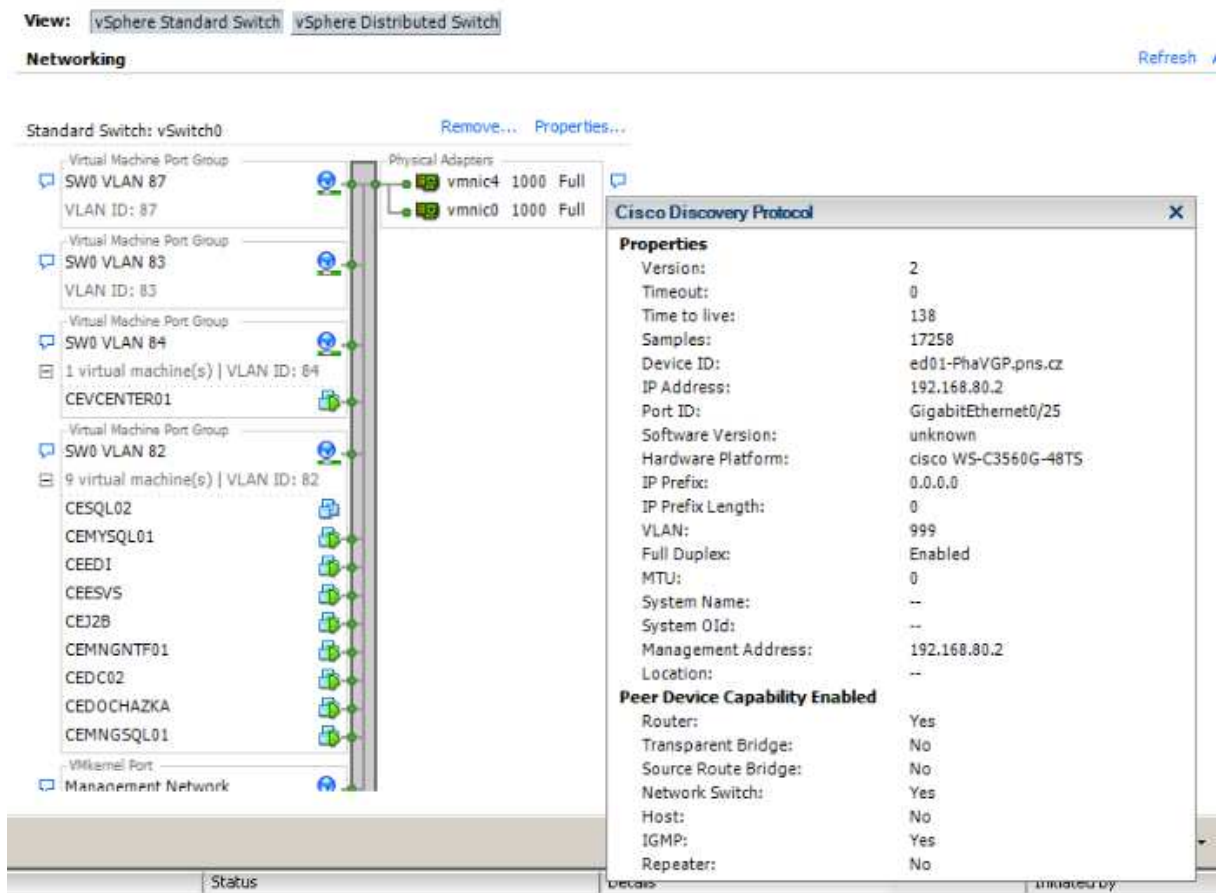 View: vSphere Standard Switch vSphere Distributed Switch
Networking
Refresh
Standard Switch: vSwitch0 Remove... Properties...
Virtual Machine Port Group
SW0 VLAN 87
VLAN ID: 87
Virtual Machine Port Group
SW0 VLAN 83
VLAN ID: 83
Virtual Machine Port Group
SW0 VLAN 84
1 virtual machine(s) | VLAN ID: 84
CEVCENTER01
Virtual Machine Port Group
SW0 VLAN 82
9 virtual machine(s) | VLAN ID: 82
CESQL02
CEMYSQL01
CEEDI
CEESVS
CEJ2B
CEMNGNTF01
CEDC02
CEDOCHAZKA
CEMNGSQL01
VMkernel Port
Management Network
Physical Adapters
vmnic4 1000 Full
vmnic0 1000 Full
Cisco Discovery Protocol
Properties
Version: 2
Timeout: 0
Time to live: 138
Samples: 17258
Device ID: ed01-PhaVGP.pns.cz
IP Address: 192.168.80.2
Port ID: GigabitEthernet0/25
Software Version: unknown
Hardware Platform: cisco WS-C3560G-48TS
IP Prefix: 0.0.0.0
IP Prefix Length: 0
VLAN: 999
Full Duplex: Enabled
MTU: 0
System Name: --
System OId: --
Management Address: 192.168.80.2
Location: --
Peer Device Capability Enabled
Router: Yes
Transparent Bridge: No
Source Route Bridge: No
Network Switch: Yes
Host: No
IGMP: Yes
Repeater: No
Status Details Initiated by